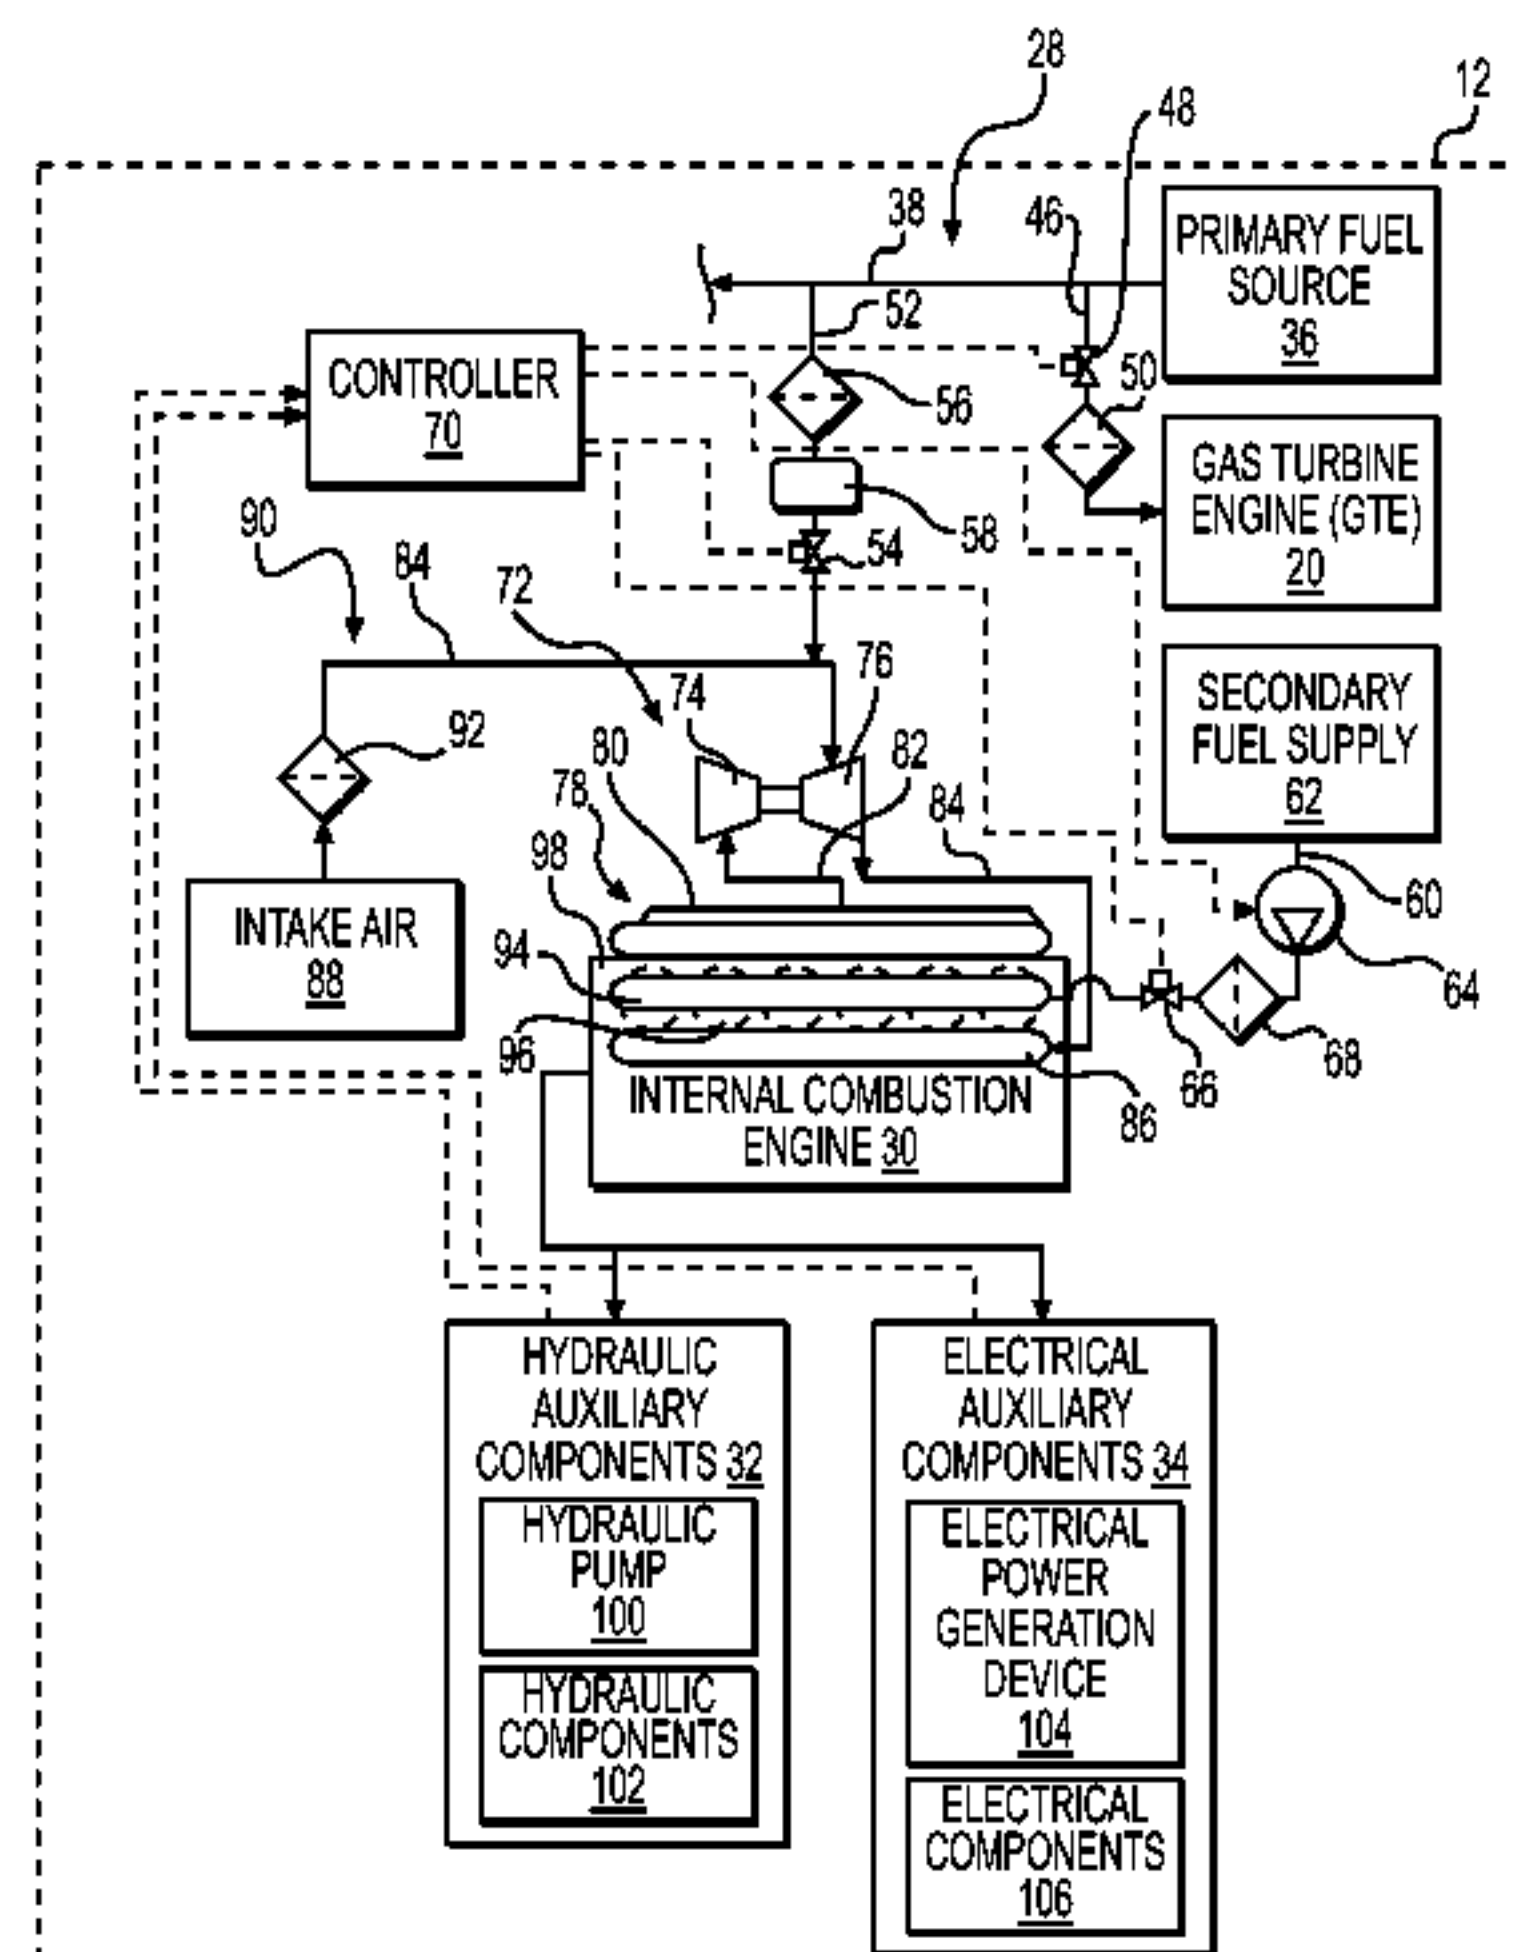 28
12
48
38
46
PRIMARY FUEL
SOURCE
36
52
CONTROLLER
70
56
50
GAS TURBINE
ENGINE (GTE)
20
58
54
90
84
72
76
74
SECONDARY
FUEL SUPPLY
62
92
80
82
78
84
98
60
INTAKE AIR
88
94
64
96
68
66
86
INTERNAL COMBUSTION
ENGINE 30
HYDRAULIC
AUXILIARY
COMPONENTS 32
HYDRAULIC
PUMP
100
HYDRAULIC
COMPONENTS
102
ELECTRICAL
AUXILIARY
COMPONENTS 34
ELECTRICAL
POWER
GENERATION
DEVICE
104
ELECTRICAL
COMPONENTS
106